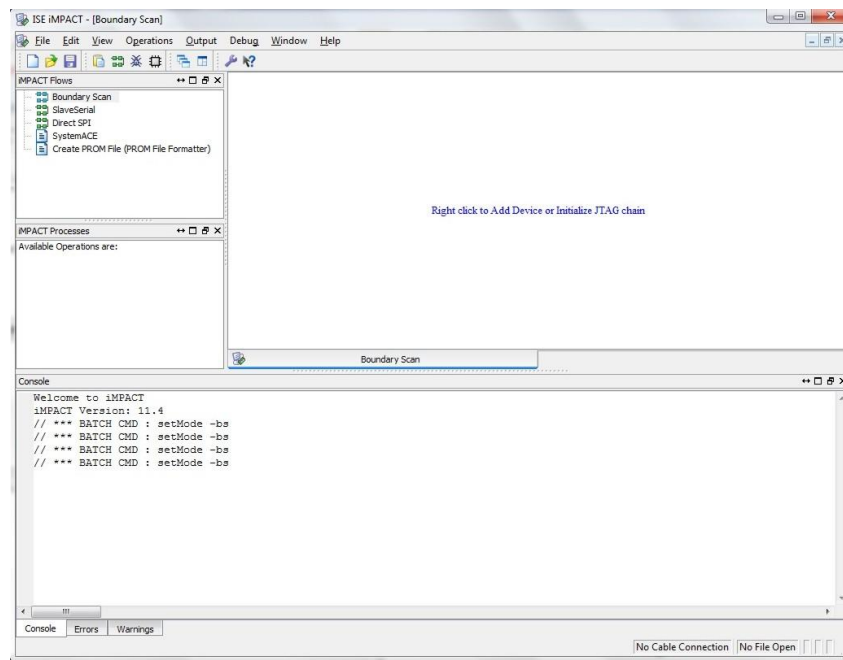 ISE iMPACT - [Boundary Scan]
File Edit View Operations Output Debug Window Help
iMPACT Flows
Boundary Scan
SlaveSerial
Direct SPI
SystemACE
Create PROM File (PROM File Formatter)
Right click to Add Device or Initialize JTAG chain
iMPACT Processes
Available Operations are:
Boundary Scan
Console
Welcome to iMPACT
iMPACT Version: 11.4
// *** BATCH CMD : setMode -bs
// *** BATCH CMD : setMode -bs
// *** BATCH CMD : setMode -bs
// *** BATCH CMD : setMode -bs
Console Errors Warnings
No Cable Connection No File Open